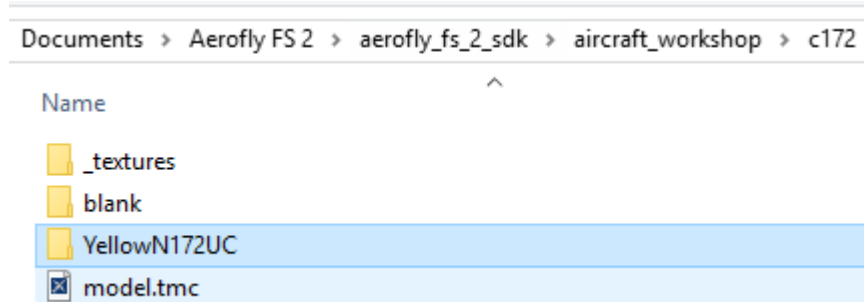 Documents > Aerofly FS 2 > aerofly_fs_2_sdk > aircraft_workshop > c172
Name
_textures
blank
YellowN172UC
model.tmc